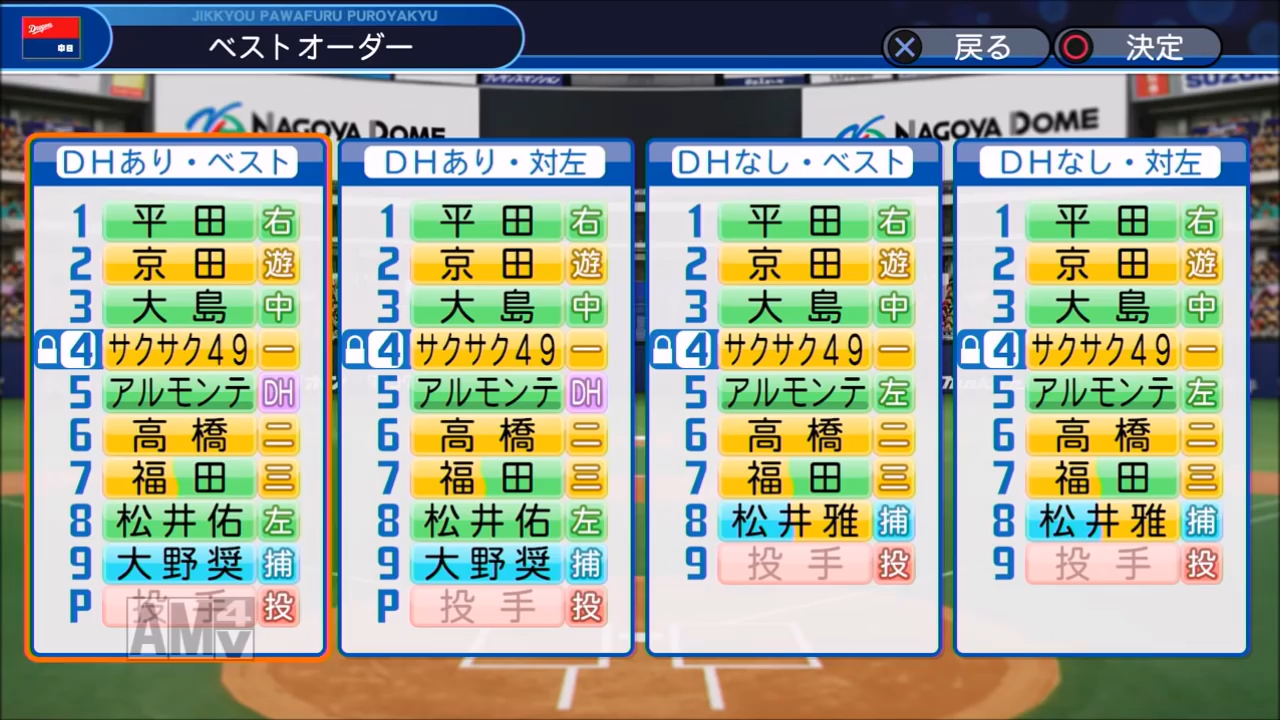 Dragons
中日
JIKKYOU PAWAFURU PUROYAKYU
ベストオーダー
戻る
決定
NAGOYA DOME
NAGOYA DOME
SUZUK
DHあり・ベスト
1 平田 右
2 京田 遊
3 大島 中
4 サクサク49 一
5 アルモンテ DH
6 高橋 二
7 福田 三
8 松井佑 左
9 大野奨 捕
P 投手 投
DHあり・対左
1 平田 右
2 京田 遊
3 大島 中
4 サクサク49 一
5 アルモンテ DH
6 高橋 二
7 福田 三
8 松井佑 左
9 大野奨 捕
P 投手 投
DHなし・ベスト
1 平田 右
2 京田 遊
3 大島 中
4 サクサク49 一
5 アルモンテ 左
6 高橋 二
7 福田 三
8 松井雅 捕
9 投手 投
DHなし・対左
1 平田 右
2 京田 遊
3 大島 中
4 サクサク49 一
5 アルモンテ 左
6 高橋 二
7 福田 三
8 松井雅 捕
9 投手 投
AM4V